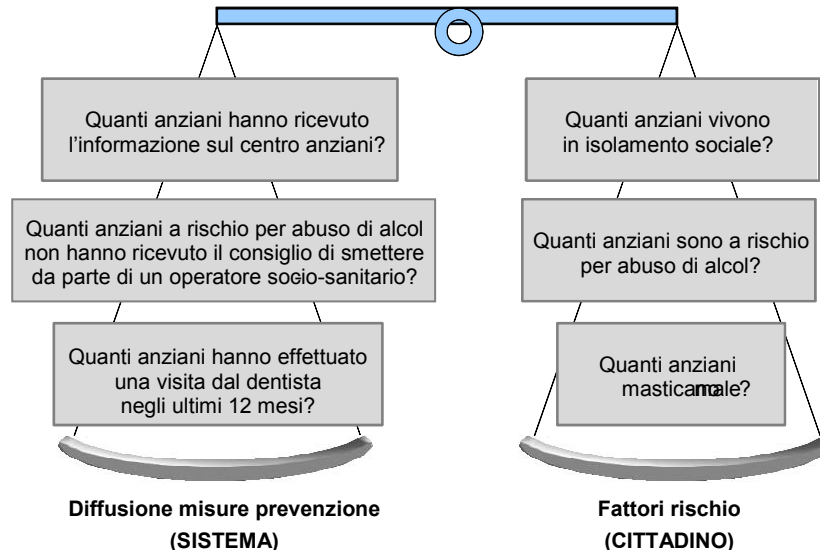 Quanti anziani hanno ricevuto
l'informazione sul centro anziani?
Quanti anziani a rischio per abuso di alcol
non hanno ricevuto il consiglio di smettere
da parte di un operatore socio-sanitario?
Quanti anziani hanno effettuato
una visita dal dentista
negli ultimi 12 mesi?
Diffusione misure prevenzione
(SISTEMA)
Quanti anziani vivono
in isolamento sociale?
Quanti anziani sono a rischio
per abuso di alcol?
Quanti anziani
masticano male?
Fattori rischio
(CITTADINO)